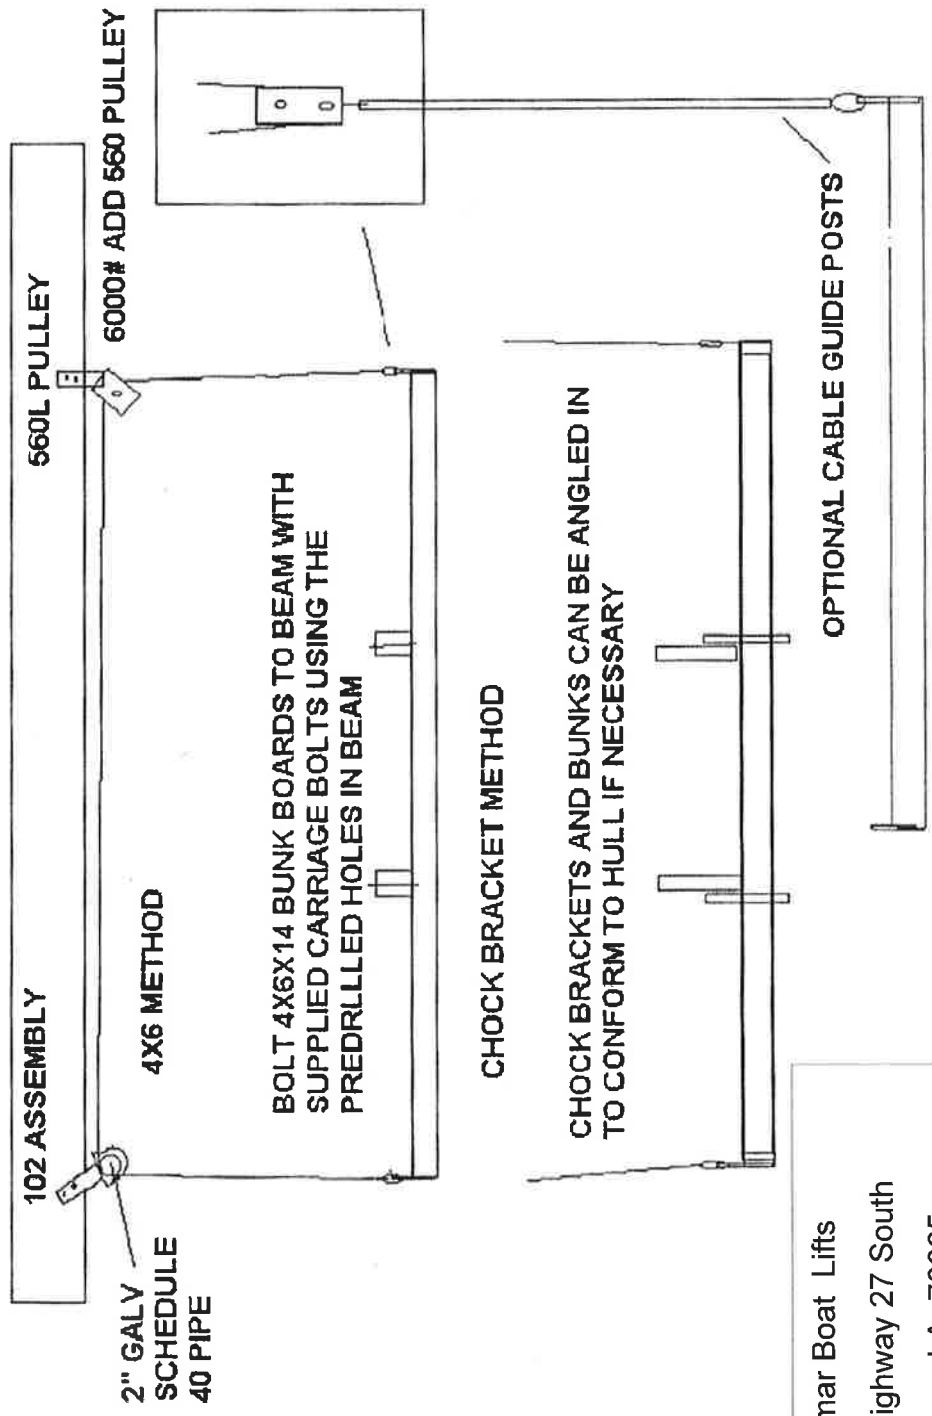 102 ASSEMBLY
560L PULLEY
6000# ADD 560 PULLEY
2" GALV
SCHEDULE
40 PIPE
4X6 METHOD
BOLT 4X6X14 BUNK BOARDS TO BEAM WITH
SUPPLIED CARRIAGE BOLTS USING THE
PREDRLLLED HOLES IN BEAM
CHOCK BRACKET METHOD
CHOCK BRACKETS AND BUNKS CAN BE ANGLED IN
TO CONFORM TO HULL IF NECESSARY
OPTIONAL CABLE GUIDE POSTS
Boat Lifts
27 South